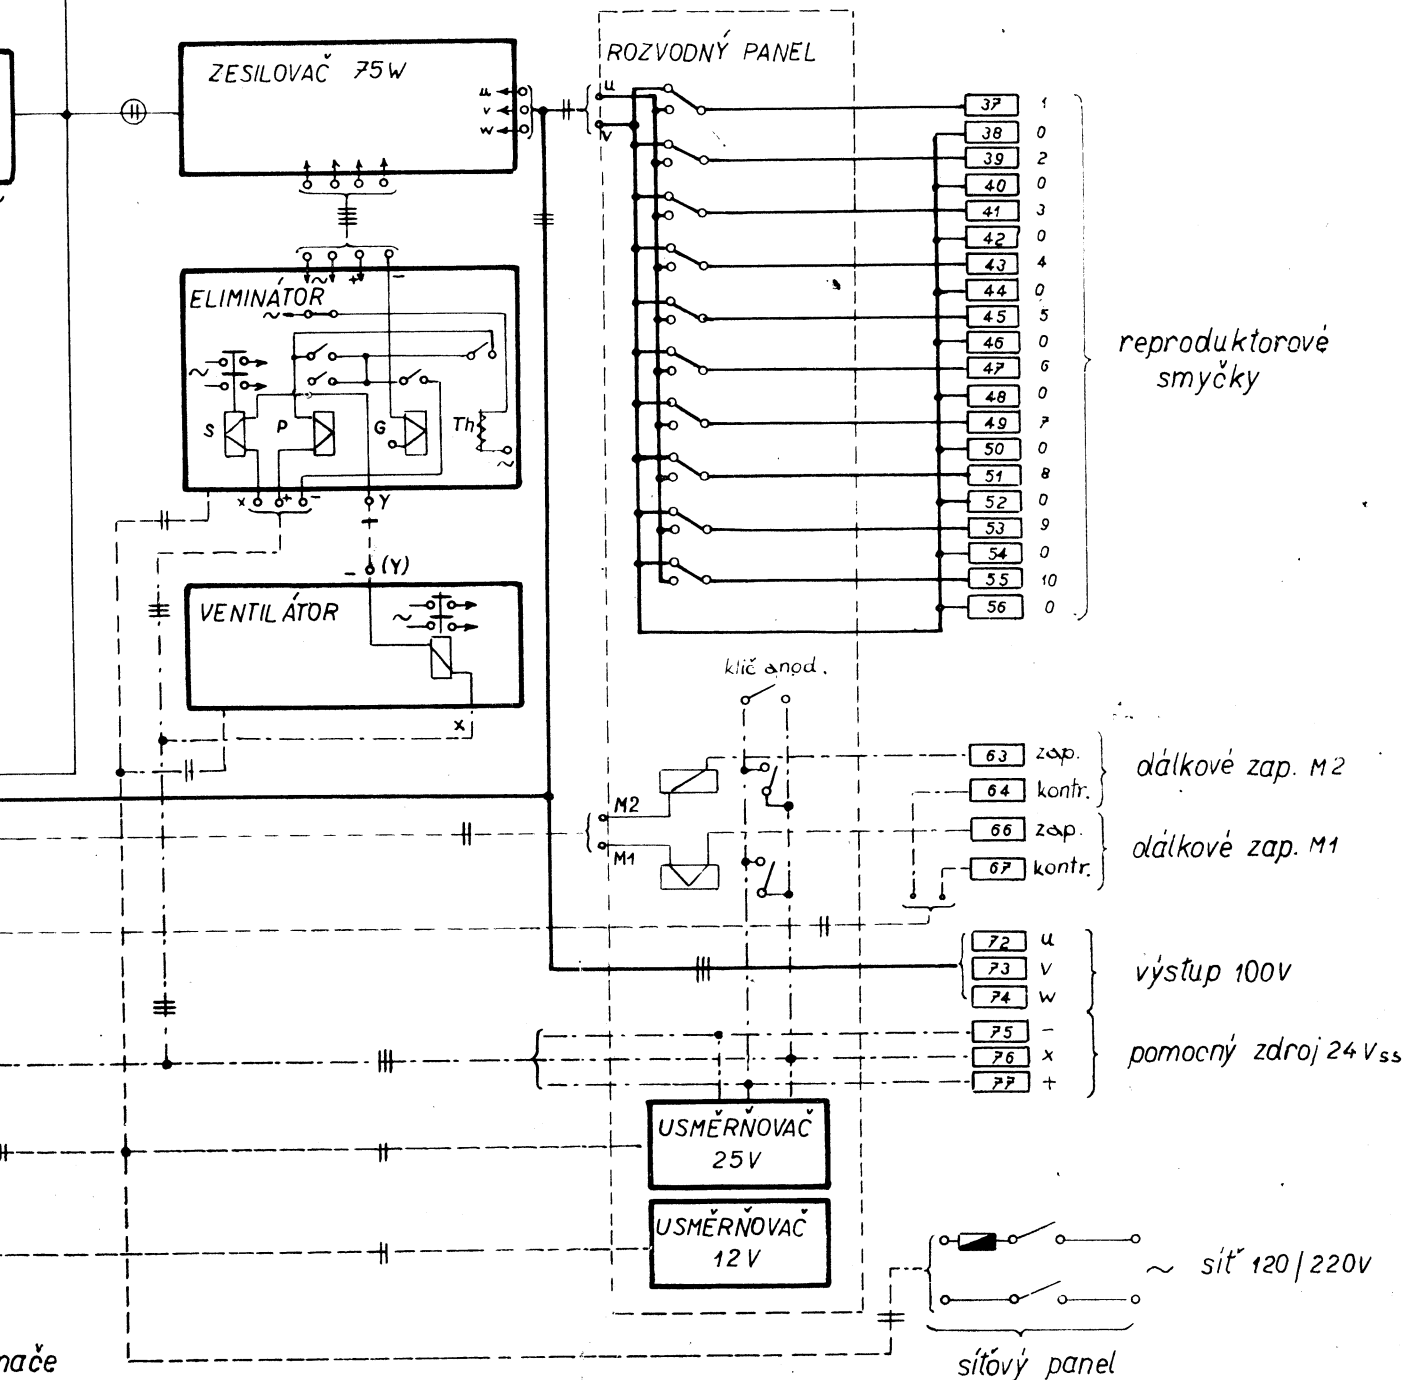 ZESILOVAČ 75W
u
v
w
ROZVODNÝ PANEL
u
v
37 1
38 0
39 2
40 0
41 3
42 0
43 4
44 0
45 5
46 0
47 6
48 0
49 7
50 0
51 8
52 0
53 9
54 0
55 10
56 0
reproduktorové
smyčky
~ + -
ELIMINÁTOR
~
~
S
P
G
Th
~
x + - Y
- (Y)
VENTILÁTOR
~
x
klič anod.
M2
M1
63 zap.
64 kontr.
dálkové zap. M2
66 zap.
67 kontr.
dálkové zap. M1
72 u
73 v
74 w
výstup 100V
75 -
76 x
77 +
pomocný zdroj 24Vss
USMĚRŇOVAČ
25V
USMĚRŇOVAČ
12V
~ síť 120/220V
síťový panel
nače